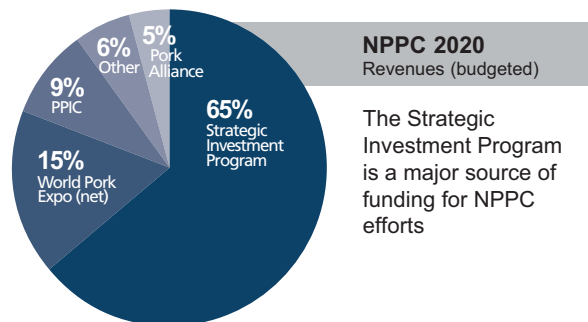 6%
Other
5%
Pork
Alliance
9%
PPIC
15%
World Pork
Expo (net)
65%
Strategic
Investment
Program
NPPC 2020
Revenues (budgeted)
The Strategic
Investment Program
is a major source of
funding for NPPC
efforts